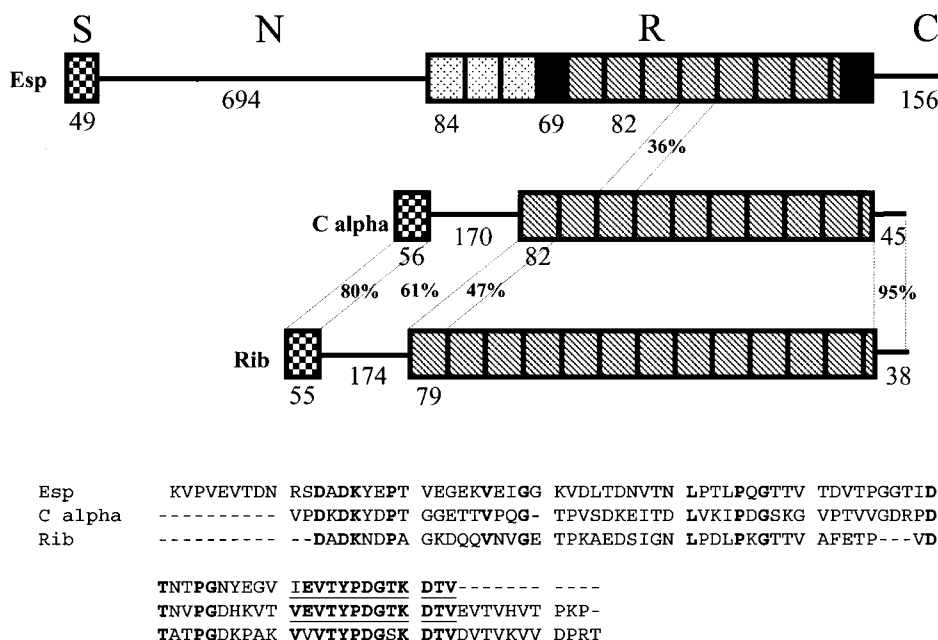 S N R C
Esp
694
49 84 69 82 156
36%
C alpha
170 45
56 82
80% 61% 47% 95%
Rib
174 38
55 79
Esp KVPVEVTDN RSDADKYEPT VEGEKVEIGG KVDLTDNVTN LPTLPQGTTV TDVTPGGTID
C alpha ---------- VPDKDKYDPT GGETTVPQG- TPVSDKEITD LVKIPDGSKG VPTVVGDRPD
Rib ---------- --DADKNDPA GKDQQVNVGE TPKAEDSIGN LPDLPKGTTV AFETP---VD
TNTPGNYEGV IEVTYPDGTK DTV------- ----
TNVPGDHKVT VEVTYPDGTK DTVEVTVHVT PKP-
TATPGDKPAK VVVTYPDGSK DTVDVTVKVV DPRT